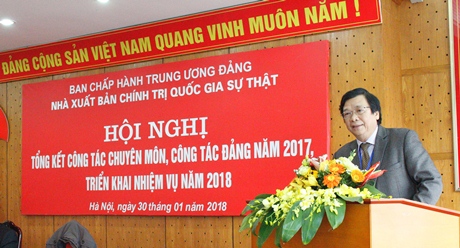 ĐẢNG CỘNG SẢN VIỆT NAM QUANG VINH MUÔN NĂM !
BAN CHẤP HÀNH TRUNG ƯƠNG ĐẢNG
NHÀ XUẤT BẢN CHÍNH TRỊ QUỐC GIA SỰ THẬT
HỘI NGHỊ
TỔNG KẾT CÔNG TÁC CHUYÊN MÔN, CÔNG TÁC ĐẢNG NĂM 2017,
TRIỂN KHAI NHIỆM VỤ NĂM 2018
Hà Nội, ngày 30 tháng 01 năm 2018